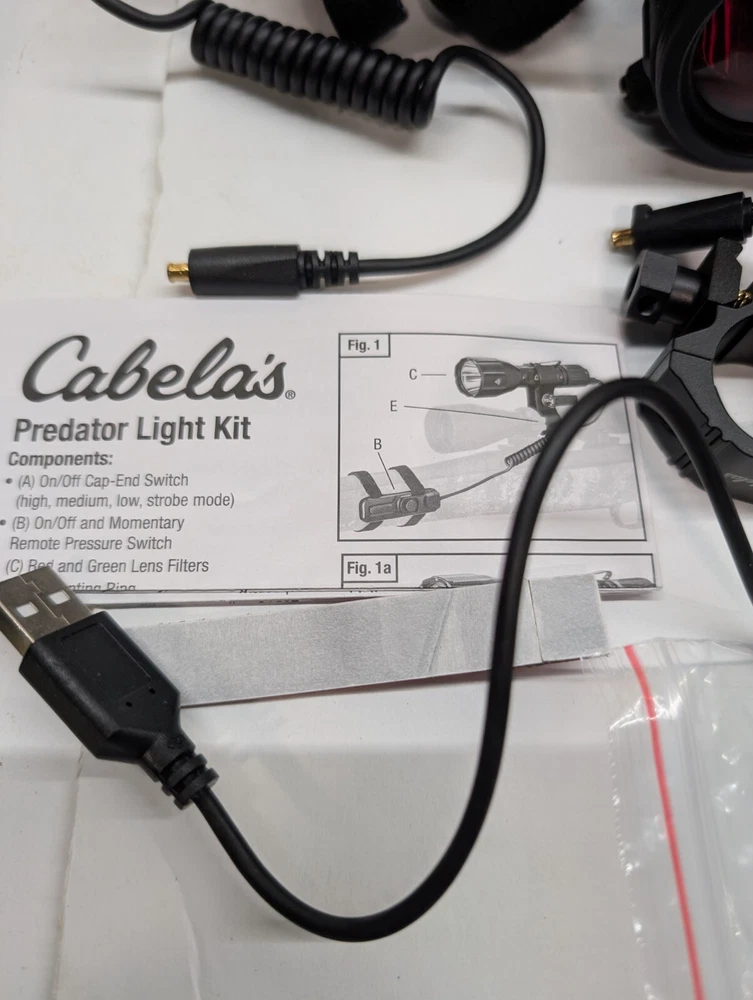 Cabela's®
Predator Light Kit
Components:
• (A) On/Off Cap-End Switch
(high, medium, low, strobe mode)
• (B) On/Off and Momentary
Remote Pressure Switch
(C) Red and Green Lens Filters
Ring
Fig. 1
C
E
B
Fig. 1a